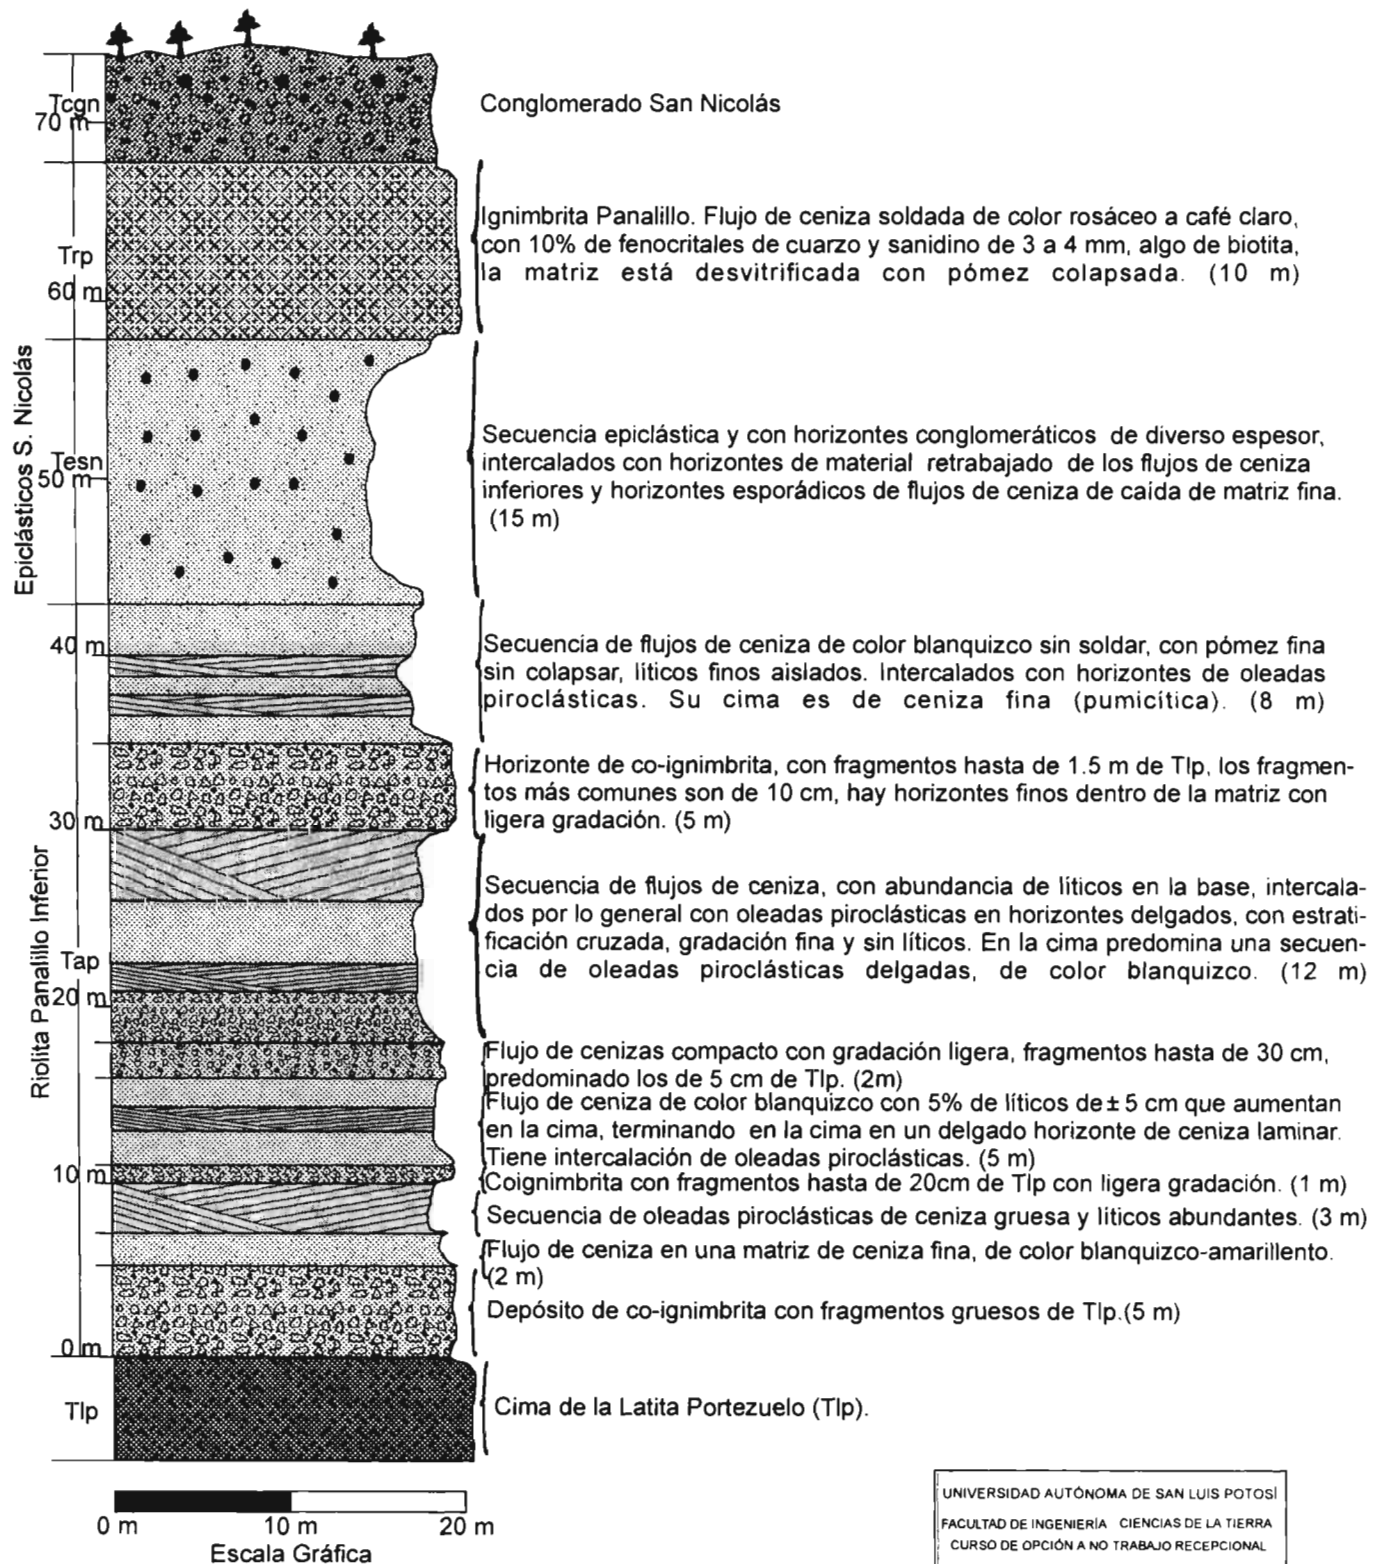 Tcgn
70 m
Conglomerado San Nicolás
Trp
60 m
Ignimbrita Panalillo. Flujo de ceniza soldada de color rosáceo a café claro,
con 10% de fenocritales de cuarzo y sanidino de 3 a 4 mm, algo de biotita,
la matriz está desvitrificada con pómez colapsada. (10 m)
Epiclásticos S. Nicolás
Tesn
50 m
Secuencia epiclástica y con horizontes conglomeráticos de diverso espesor,
intercalados con horizontes de material retrabajado de los flujos de ceniza
inferiores y horizontes esporádicos de flujos de ceniza de caída de matriz fina.
(15 m)
40 m
Secuencia de flujos de ceniza de color blanquizco sin soldar, con pómez fina
sin colapsar, líticos finos aislados. Intercalados con horizontes de oleadas
piroclásticas. Su cima es de ceniza fina (pumicítica). (8 m)
Horizonte de co-ignimbrita, con fragmentos hasta de 1.5 m de Tlp, los fragmen-
tos más comunes son de 10 cm, hay horizontes finos dentro de la matriz con
ligera gradación. (5 m)
30 m
Riolita Panalillo Inferior
Secuencia de flujos de ceniza, con abundancia de líticos en la base, intercala-
dos por lo general con oleadas piroclásticas en horizontes delgados, con estrati-
ficación cruzada, gradación fina y sin líticos. En la cima predomina una secuen-
cia de oleadas piroclásticas delgadas, de color blanquizco. (12 m)
Tap
20 m
Flujo de cenizas compacto con gradación ligera, fragmentos hasta de 30 cm,
predominado los de 5 cm de Tlp. (2m)
Flujo de ceniza de color blanquizco con 5% de líticos de ± 5 cm que aumentan
en la cima, terminando en la cima en un delgado horizonte de ceniza laminar.
Tiene intercalación de oleadas piroclásticas. (5 m)
10 m
Coignimbrita con fragmentos hasta de 20cm de Tlp con ligera gradación. (1 m)
Secuencia de oleadas piroclásticas de ceniza gruesa y líticos abundantes. (3 m)
Flujo de ceniza en una matriz de ceniza fina, de color blanquizco-amarillento.
(2 m)
Depósito de co-ignimbrita con fragmentos gruesos de Tlp.(5 m)
0 m
Tlp
Cima de la Latita Portezuelo (Tlp).
0 m 10 m 20 m
Escala Gráfica
UNIVERSIDAD AUTÓNOMA DE SAN LUIS POTOSÍ
FACULTAD DE INGENIERÍA CIENCIAS DE LA TIERRA
CURSO DE OPCIÓN A NO TRABAJO RECEPCIONAL